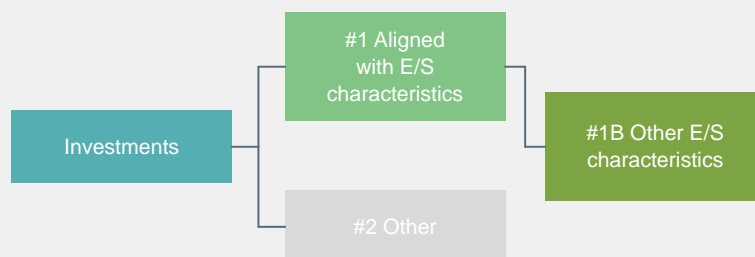 #1 Aligned
with E/S
characteristics
Investments
#1B Other E/S
characteristics
#2 Other